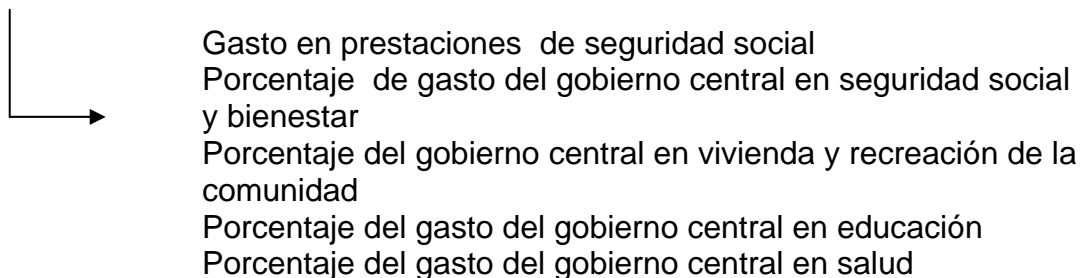 Gasto en prestaciones  de seguridad social
Porcentaje  de gasto del gobierno central en seguridad social
y bienestar
Porcentaje del gobierno central en vivienda y recreación de la
comunidad
Porcentaje del gasto del gobierno central en educación
Porcentaje del gasto del gobierno central en salud